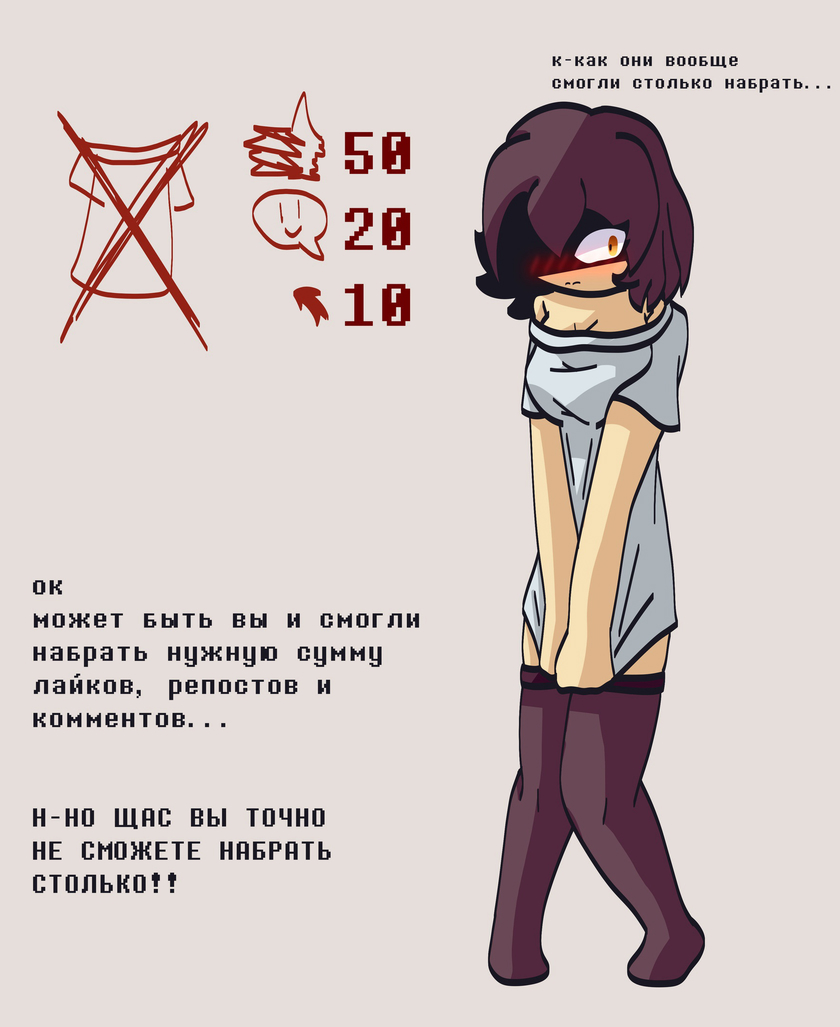 к-как они вообще
смогли столько набрать...
50
20
10
ок
может быть вы и смогли
набрать нужную сумму
лайков, репостов и
комментов...
Н-НО ЩАС ВЫ ТОЧНО
НЕ СМОЖЕТЕ НАБРАТЬ
СТОЛЬКО!!